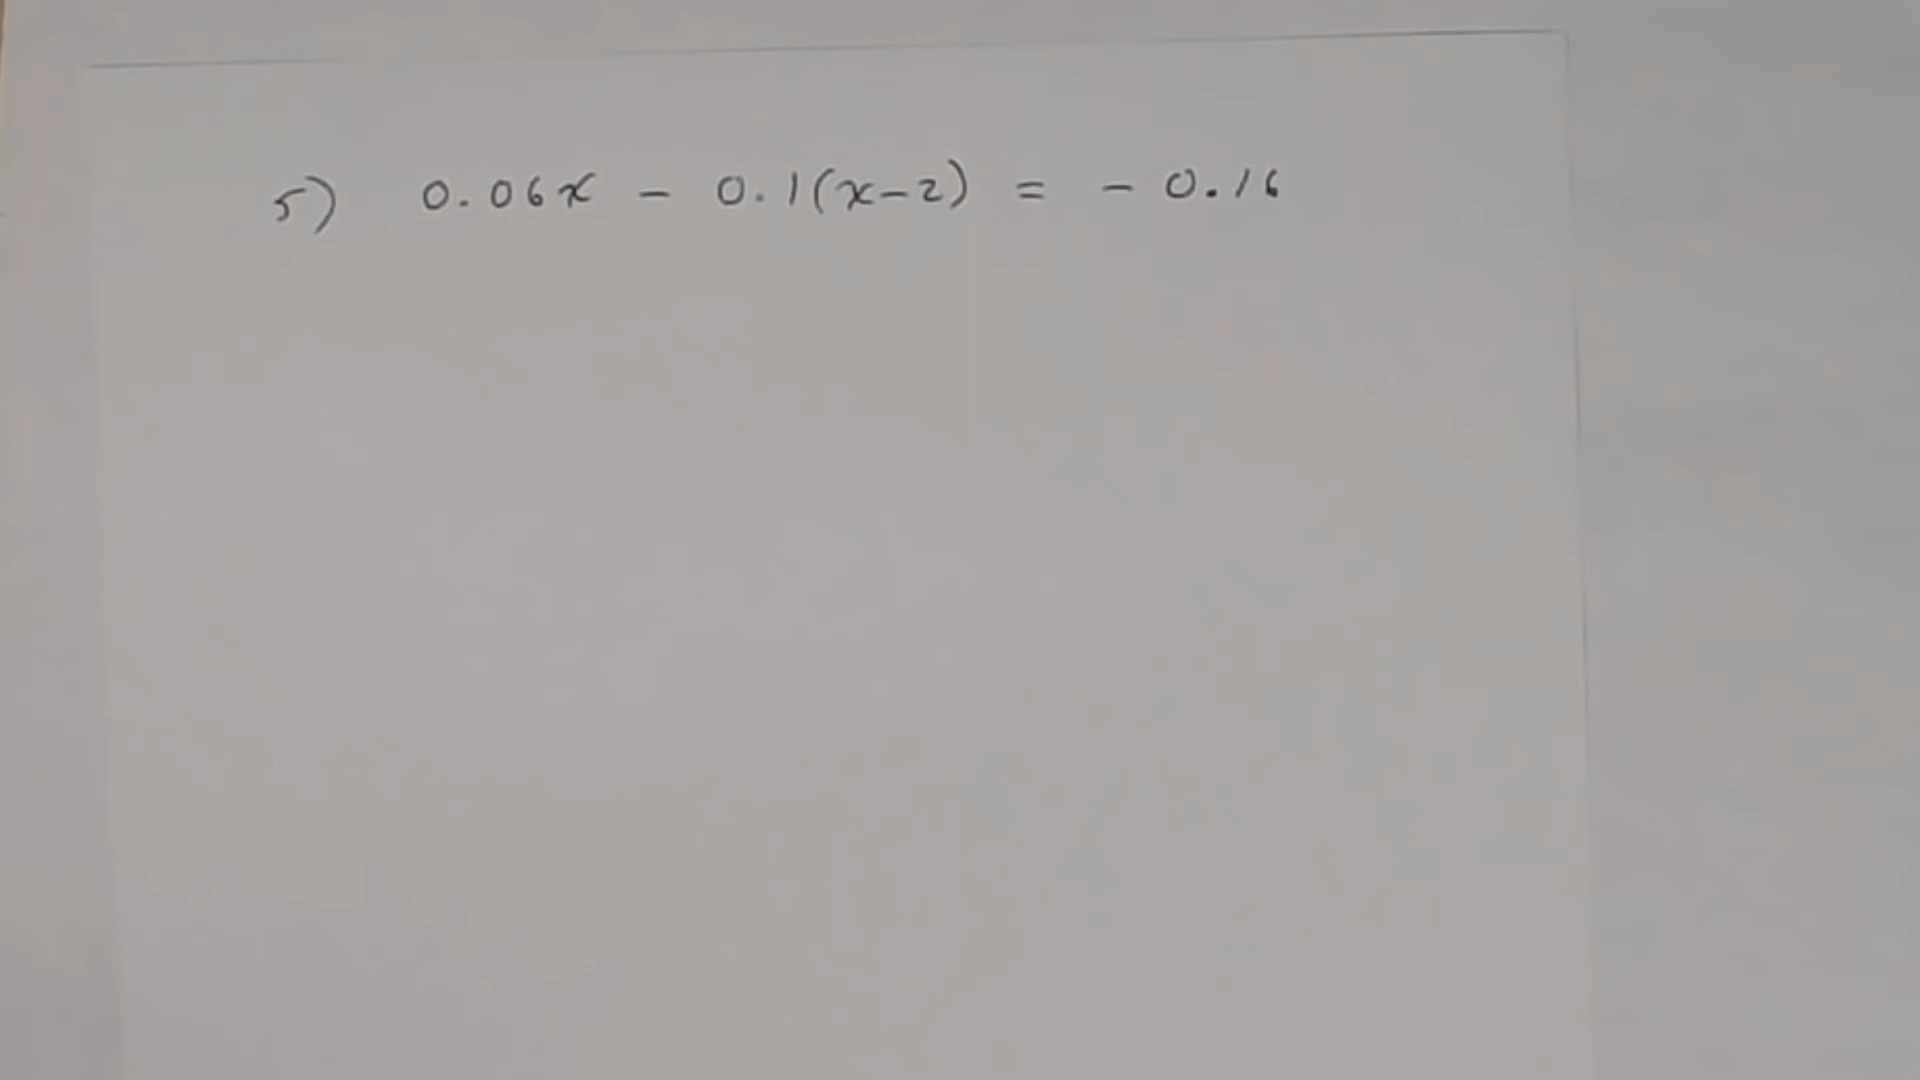 5) 0.06x - 0.1(x-2) = - 0.16